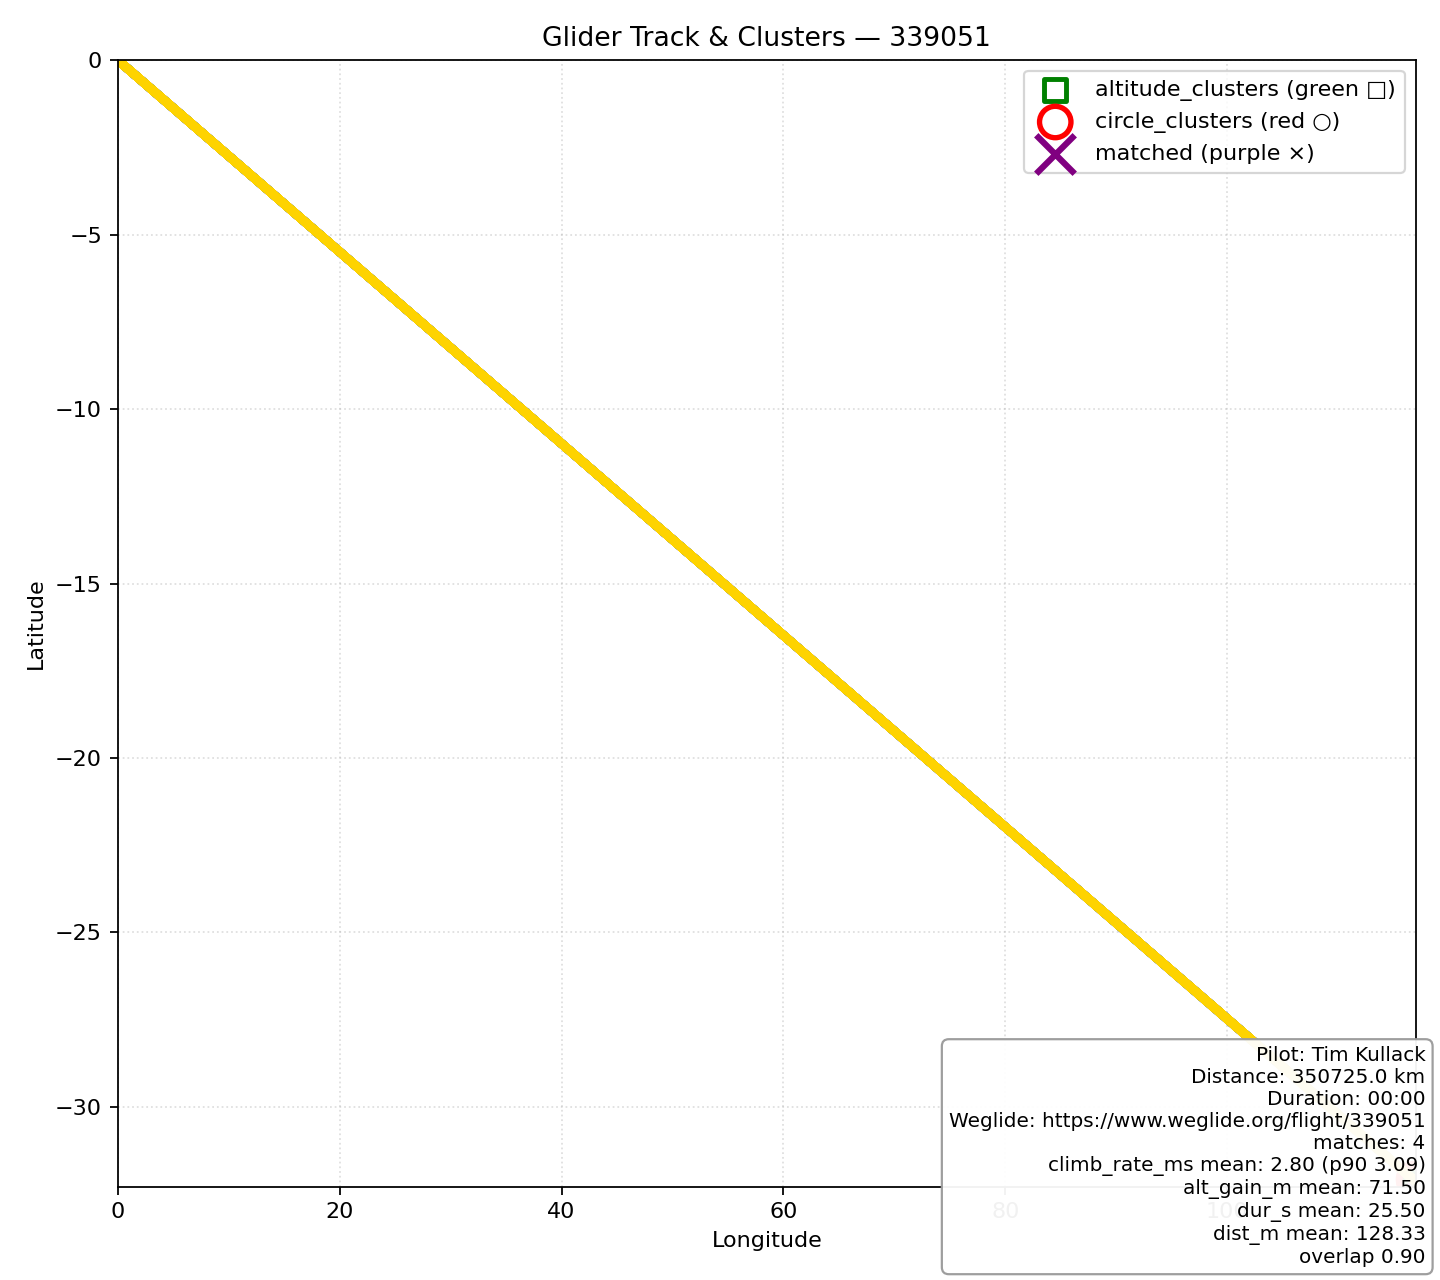 Glider Track & Clusters — 339051
altitude_clusters (green □)
circle_clusters (red ○)
matched (purple ×)
0
−5
−10
−15
−20
−25
−30
Latitude
0
20
40
60
80
100
Longitude
Pilot: Tim Kullack
Distance: 350725.0 km
Duration: 00:00
Weglide: https://www.weglide.org/flight/339051
matches: 4
climb_rate_ms mean: 2.80 (p90 3.09)
alt_gain_m mean: 71.50
dur_s mean: 25.50
dist_m mean: 128.33
overlap 0.90